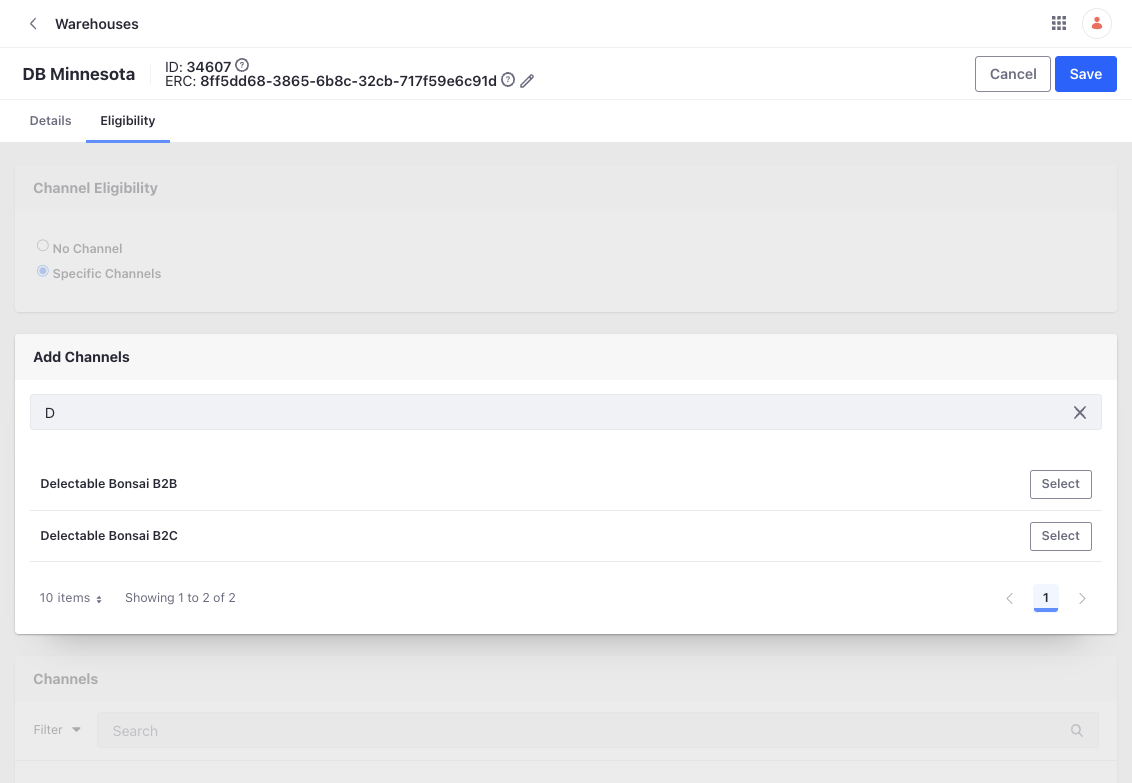 Warehouses
DB Minnesota
ID: 34607
ERC: 8ff5dd68-3865-6b8c-32cb-717f59e6c91d
Cancel
Save
Details
Eligibility
Channel Eligibility
No Channel
Specific Channels
Add Channels
D
Delectable Bonsai B2B
Select
Delectable Bonsai B2C
Select
10 items
Showing 1 to 2 of 2
1
Channels
Filter
Search